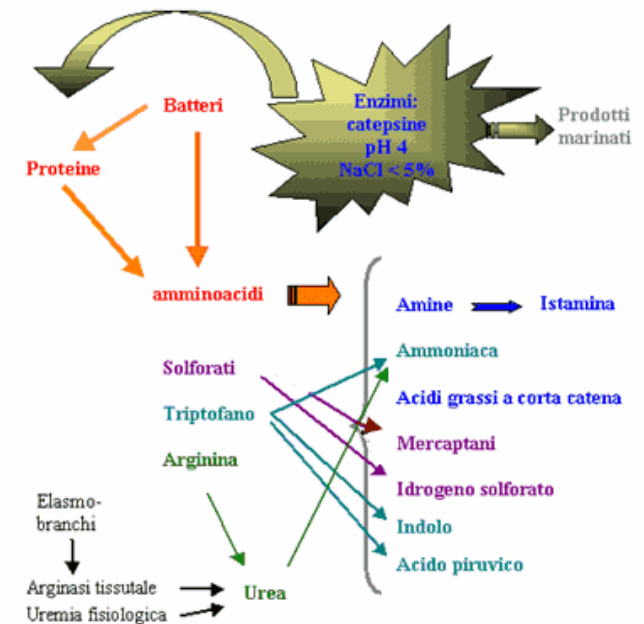 Batteri
Enzimi:
catepsine
pH 4
NaCl < 5%
Prodotti
marinati
Proteine
amminoacidi
Amine
Istamina
Ammoniaca
Solforati
Acidi grassi a corta catena
Triptofano
Mercaptani
Arginina
Idrogeno solforato
Elasmo-
branchi
Indolo
Acido piruvico
Arginasi tissutale
Urea
Uremia fisiologica